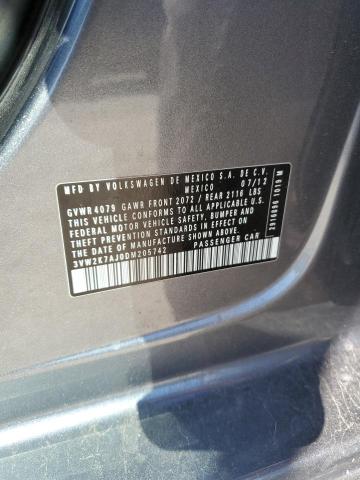 MFD BY VOLKSWAGEN DE MEXICO S.A. DE C.V.
MEXICO 07/12
GVWR 4079 GAWR FRONT 2072 / REAR 2116 LBS
THIS VEHICLE CONFORMS TO ALL APPLICABLE U.S.
FEDERAL MOTOR VEHICLE SAFETY, BUMPER AND
THEFT PREVENTION STANDARDS IN EFFECT ON
THE DATE OF MANUFACTURE SHOWN ABOVE.
3VW2K7AJ0DM205742 PASSENGER CAR